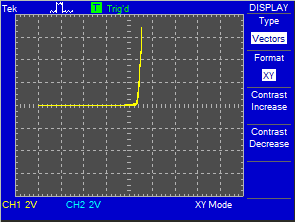 Tek T Trig'd
DISPLAY
Type
Vectors
Format
XY
Contrast
Increase
Contrast
Decrease
CH1 2V CH2 2V XY Mode